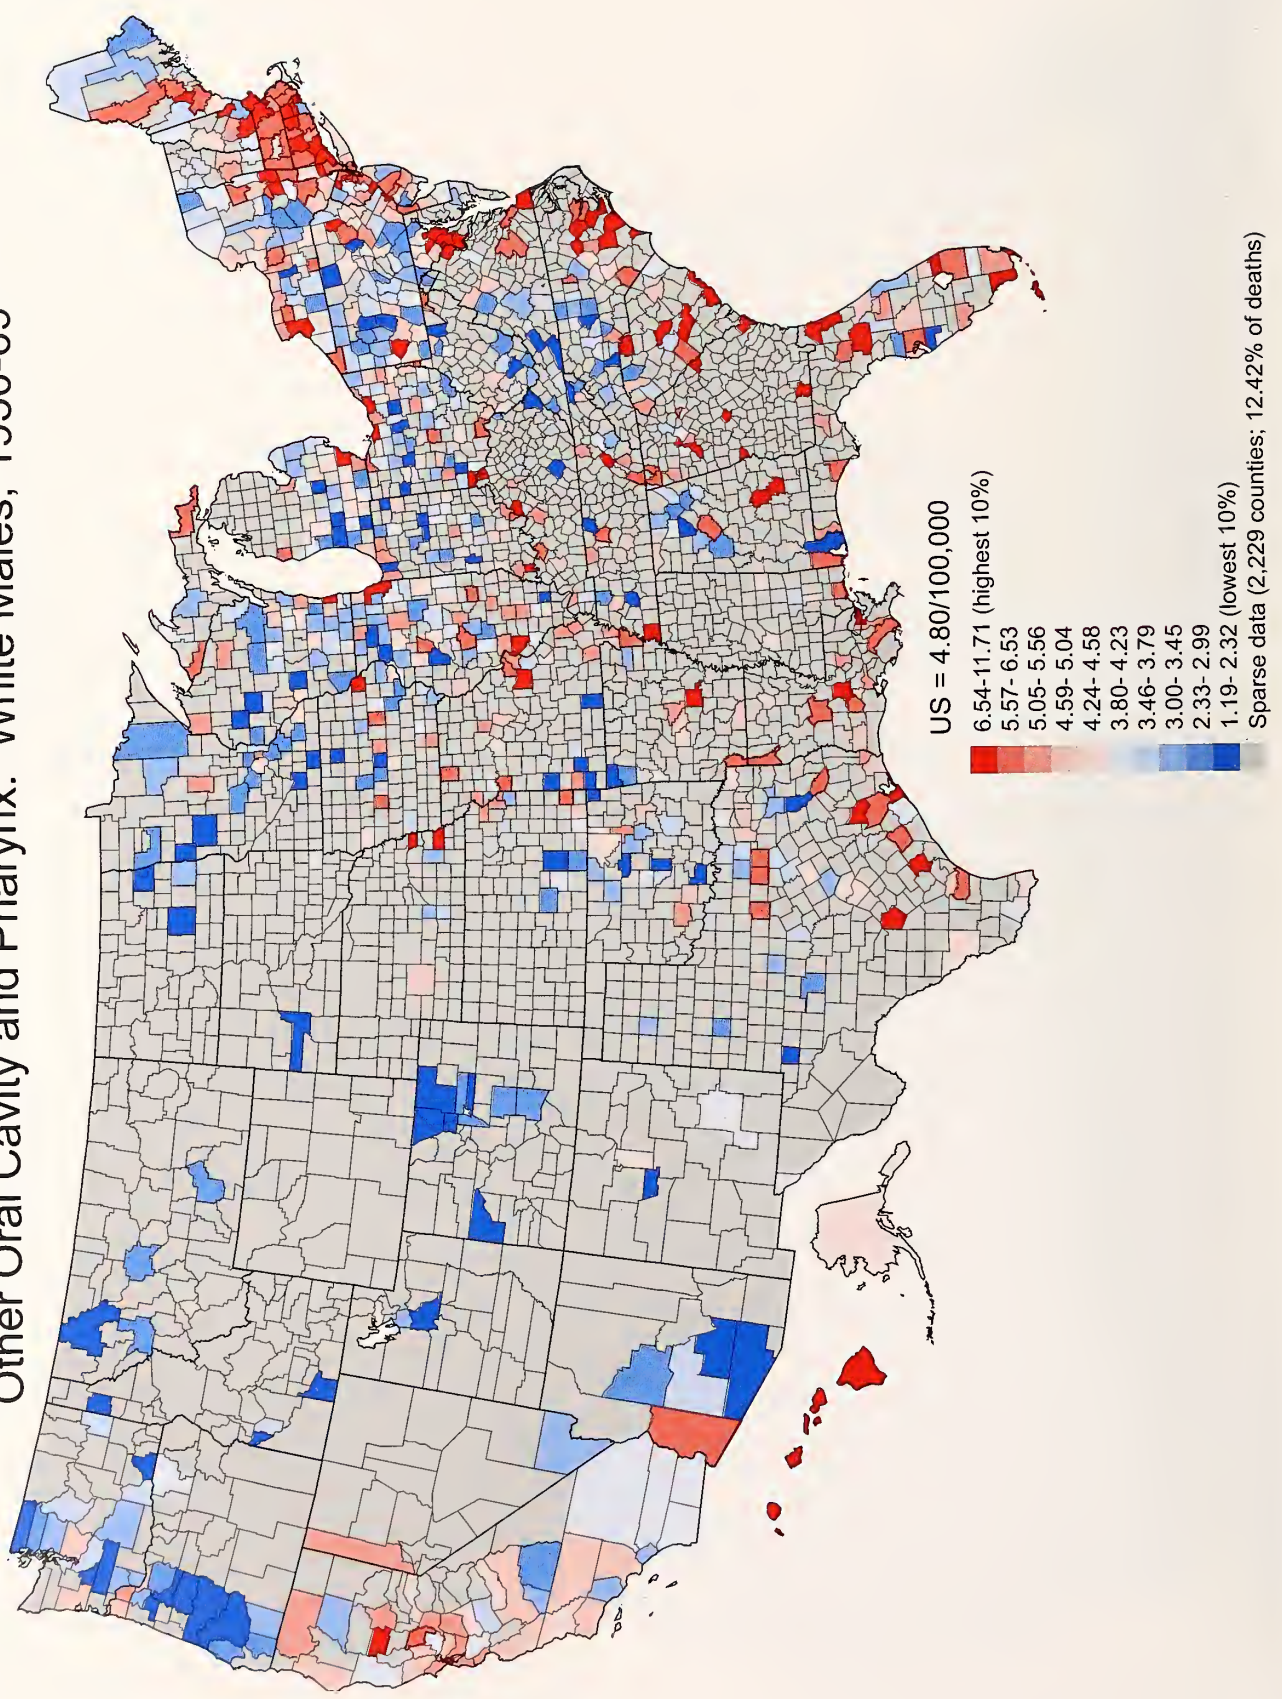 Other Oral Cavity and Pharynx: White Males,
US = 4.80/100,000
6.54-11.71 (highest 10%)
5.57- 6.53
5.05- 5.56
4.59- 5.04
4.24- 4.58
3.80- 4.23
3.46- 3.79
3.00- 3.45
2.33- 2.99
1.19- 2.32 (lowest 10%)
Sparse data (2,229 counties; 12.42% of deaths)